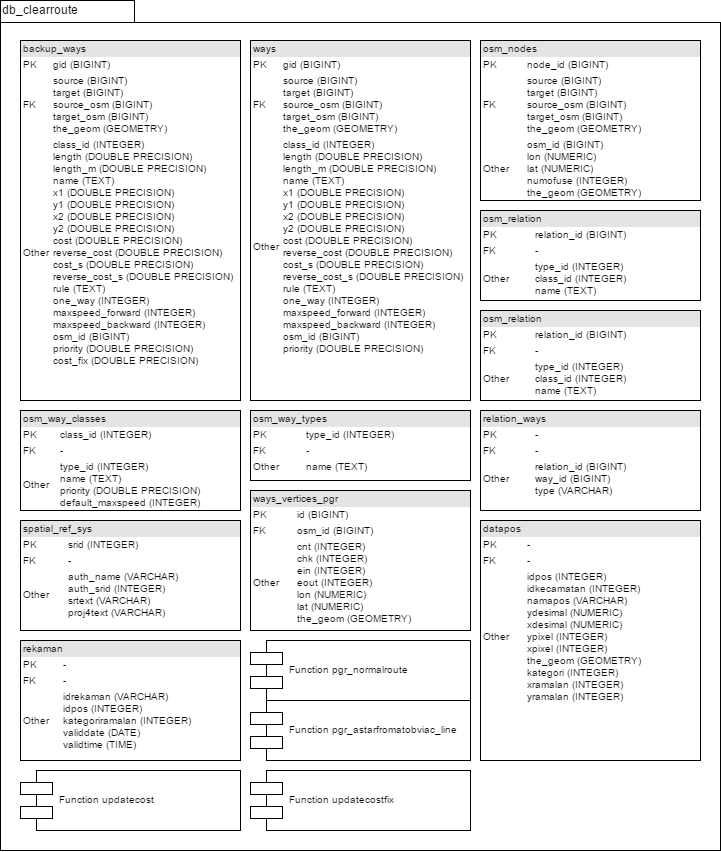 db_clearroute
backup_ways
PK gid (BIGINT)
source (BIGINT)
target (BIGINT)
FK source_osm (BIGINT)
target_osm (BIGINT)
the_geom (GEOMETRY)
class_id (INTEGER)
length (DOUBLE PRECISION)
length_m (DOUBLE PRECISION)
name (TEXT)
x1 (DOUBLE PRECISION)
y1 (DOUBLE PRECISION)
x2 (DOUBLE PRECISION)
y2 (DOUBLE PRECISION)
cost (DOUBLE PRECISION)
Other reverse_cost (DOUBLE PRECISION)
cost_s (DOUBLE PRECISION)
reverse_cost_s (DOUBLE PRECISION)
rule (TEXT)
one_way (INTEGER)
maxspeed_forward (INTEGER)
maxspeed_backward (INTEGER)
osm_id (BIGINT)
priority (DOUBLE PRECISION)
cost_fix (DOUBLE PRECISION)
ways
PK gid (BIGINT)
source (BIGINT)
target (BIGINT)
FK source_osm (BIGINT)
target_osm (BIGINT)
the_geom (GEOMETRY)
class_id (INTEGER)
length (DOUBLE PRECISION)
length_m (DOUBLE PRECISION)
name (TEXT)
x1 (DOUBLE PRECISION)
y1 (DOUBLE PRECISION)
x2 (DOUBLE PRECISION)
y2 (DOUBLE PRECISION)
cost (DOUBLE PRECISION)
Other reverse_cost (DOUBLE PRECISION)
cost_s (DOUBLE PRECISION)
reverse_cost_s (DOUBLE PRECISION)
rule (TEXT)
one_way (INTEGER)
maxspeed_forward (INTEGER)
maxspeed_backward (INTEGER)
osm_id (BIGINT)
priority (DOUBLE PRECISION)
osm_nodes
PK node_id (BIGINT)
source (BIGINT)
target (BIGINT)
FK source_osm (BIGINT)
target_osm (BIGINT)
the_geom (GEOMETRY)
osm_id (BIGINT)
lon (NUMERIC)
Other lat (NUMERIC)
numofuse (INTEGER)
the_geom (GEOMETRY)
osm_relation
PK relation_id (BIGINT)
FK -
type_id (INTEGER)
Other class_id (INTEGER)
name (TEXT)
osm_relation
PK relation_id (BIGINT)
FK -
type_id (INTEGER)
Other class_id (INTEGER)
name (TEXT)
osm_way_classes
PK class_id (INTEGER)
FK -
type_id (INTEGER)
name (TEXT)
Other
priority (DOUBLE PRECISION)
default_maxspeed (INTEGER)
osm_way_types
PK type_id (INTEGER)
FK -
Other name (TEXT)
relation_ways
PK -
FK -
relation_id (BIGINT)
Other way_id (BIGINT)
type (VARCHAR)
spatial_ref_sys
PK srid (INTEGER)
FK -
auth_name (VARCHAR)
auth_srid (INTEGER)
Other
srtext (VARCHAR)
proj4text (VARCHAR)
ways_vertices_pgr
PK id (BIGINT)
FK osm_id (BIGINT)
cnt (INTEGER)
chk (INTEGER)
ein (INTEGER)
Other eout (INTEGER)
lon (NUMERIC)
lat (NUMERIC)
the_geom (GEOMETRY)
datapos
PK -
FK -
idpos (INTEGER)
idkecamatan (INTEGER)
namapos (VARCHAR)
ydesimal (NUMERIC)
xdesimal (NUMERIC)
Other ypixel (INTEGER)
xpixel (INTEGER)
the_geom (GEOMETRY)
kategori (INTEGER)
xramalan (INTEGER)
yramalan (INTEGER)
rekaman
PK -
FK -
idrekaman (VARCHAR)
idpos (INTEGER)
Other kategoriramalan (INTEGER)
validdate (DATE)
validtime (TIME)
Function pgr_normalroute
Function pgr_astarfromatobviac_line
Function updatecost
Function updatecostfix